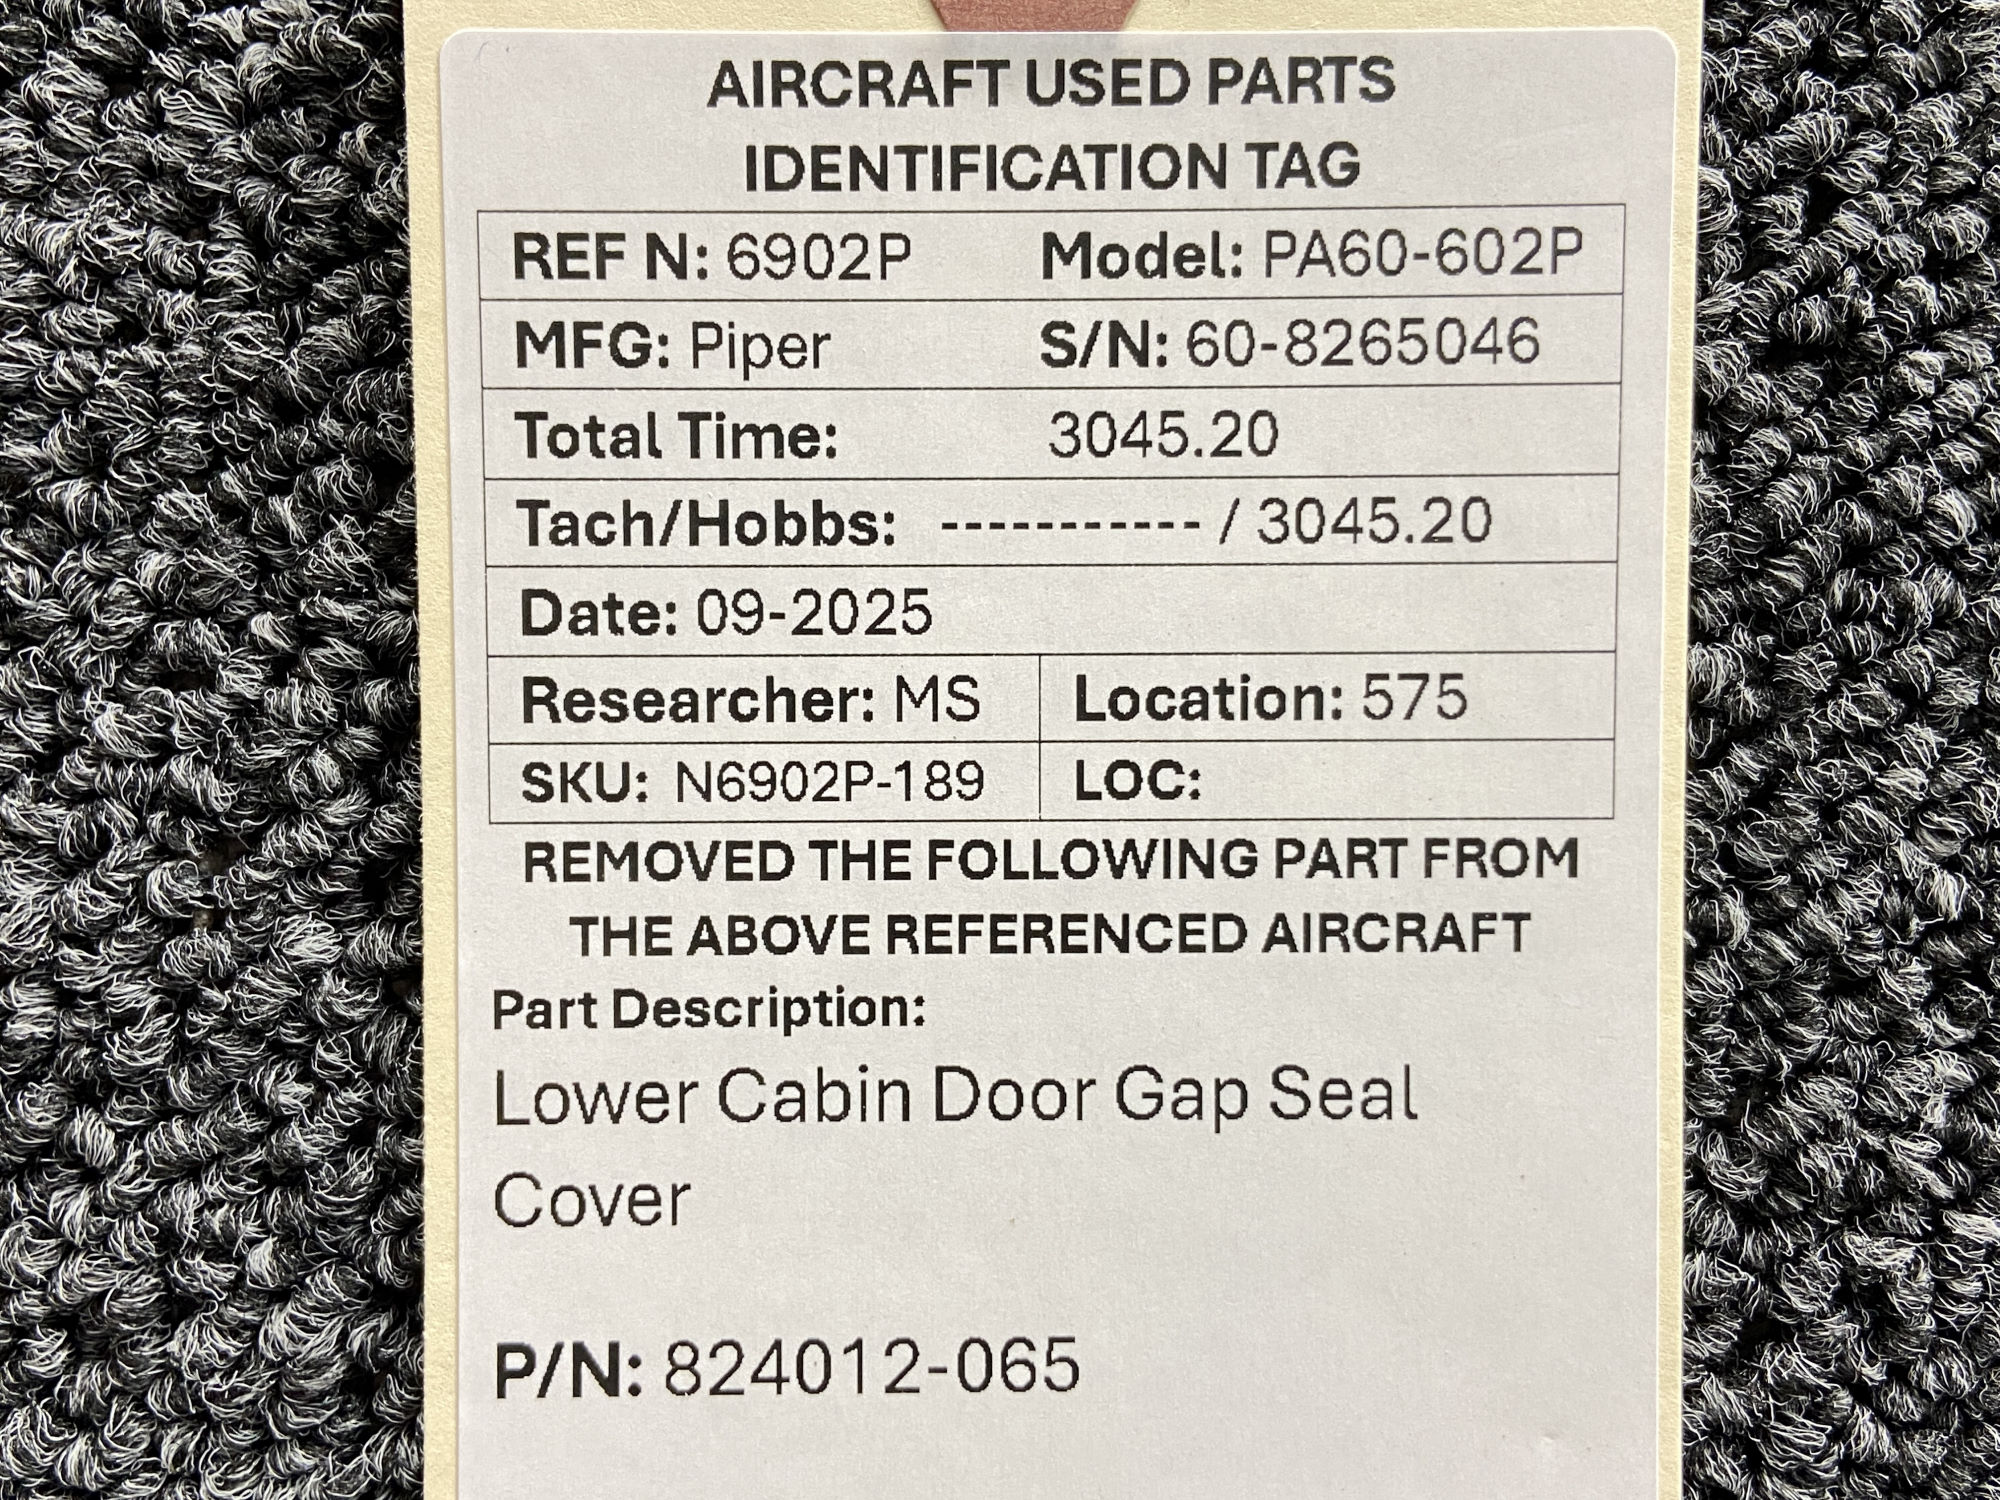 AIRCRAFT USED PARTS
IDENTIFICATION TAG
REF N: 6902P Model: PA60-602P
MFG: Piper S/N: 60-8265046
Total Time: 3045.20
Tach/Hobbs: ----------- / 3045.20
Date: 09-2025
Researcher: MS Location: 575
SKU: N6902P-189 LOC:
REMOVED THE FOLLOWING PART FROM
THE ABOVE REFERENCED AIRCRAFT
Part Description:
Lower Cabin Door Gap Seal
Cover
P/N: 824012-065